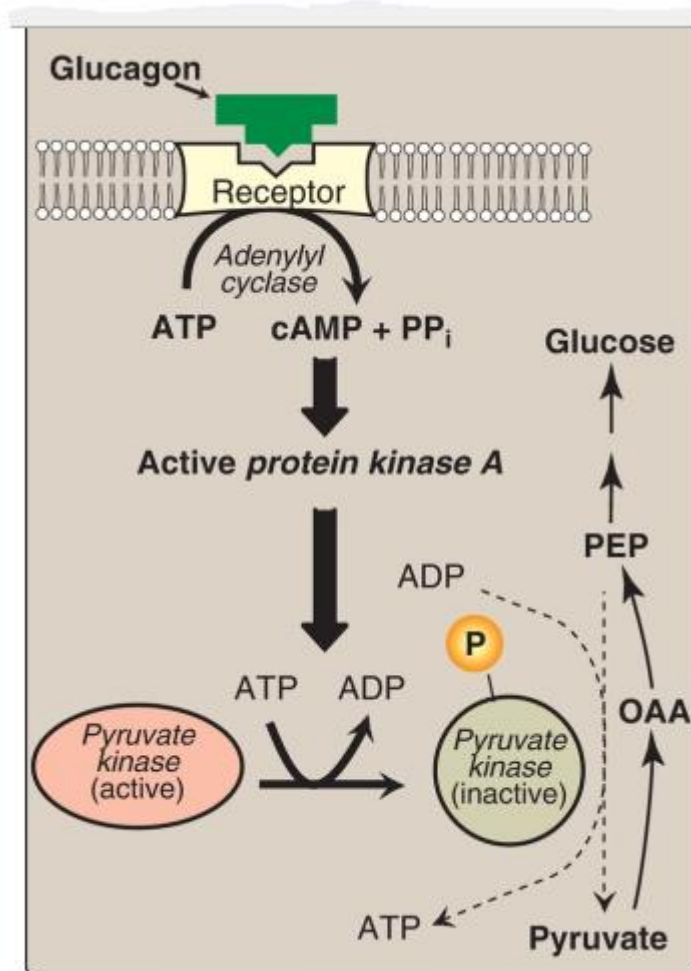 Glucagon
Receptor
Adenylyl
cyclase
ATP
cAMP + PPi
Glucose
Active protein kinase A
PEP
ADP
P
ATP
ADP
OAA
Pyruvate
kinase
(active)
Pyruvate
kinase
(inactive)
ATP
Pyruvate